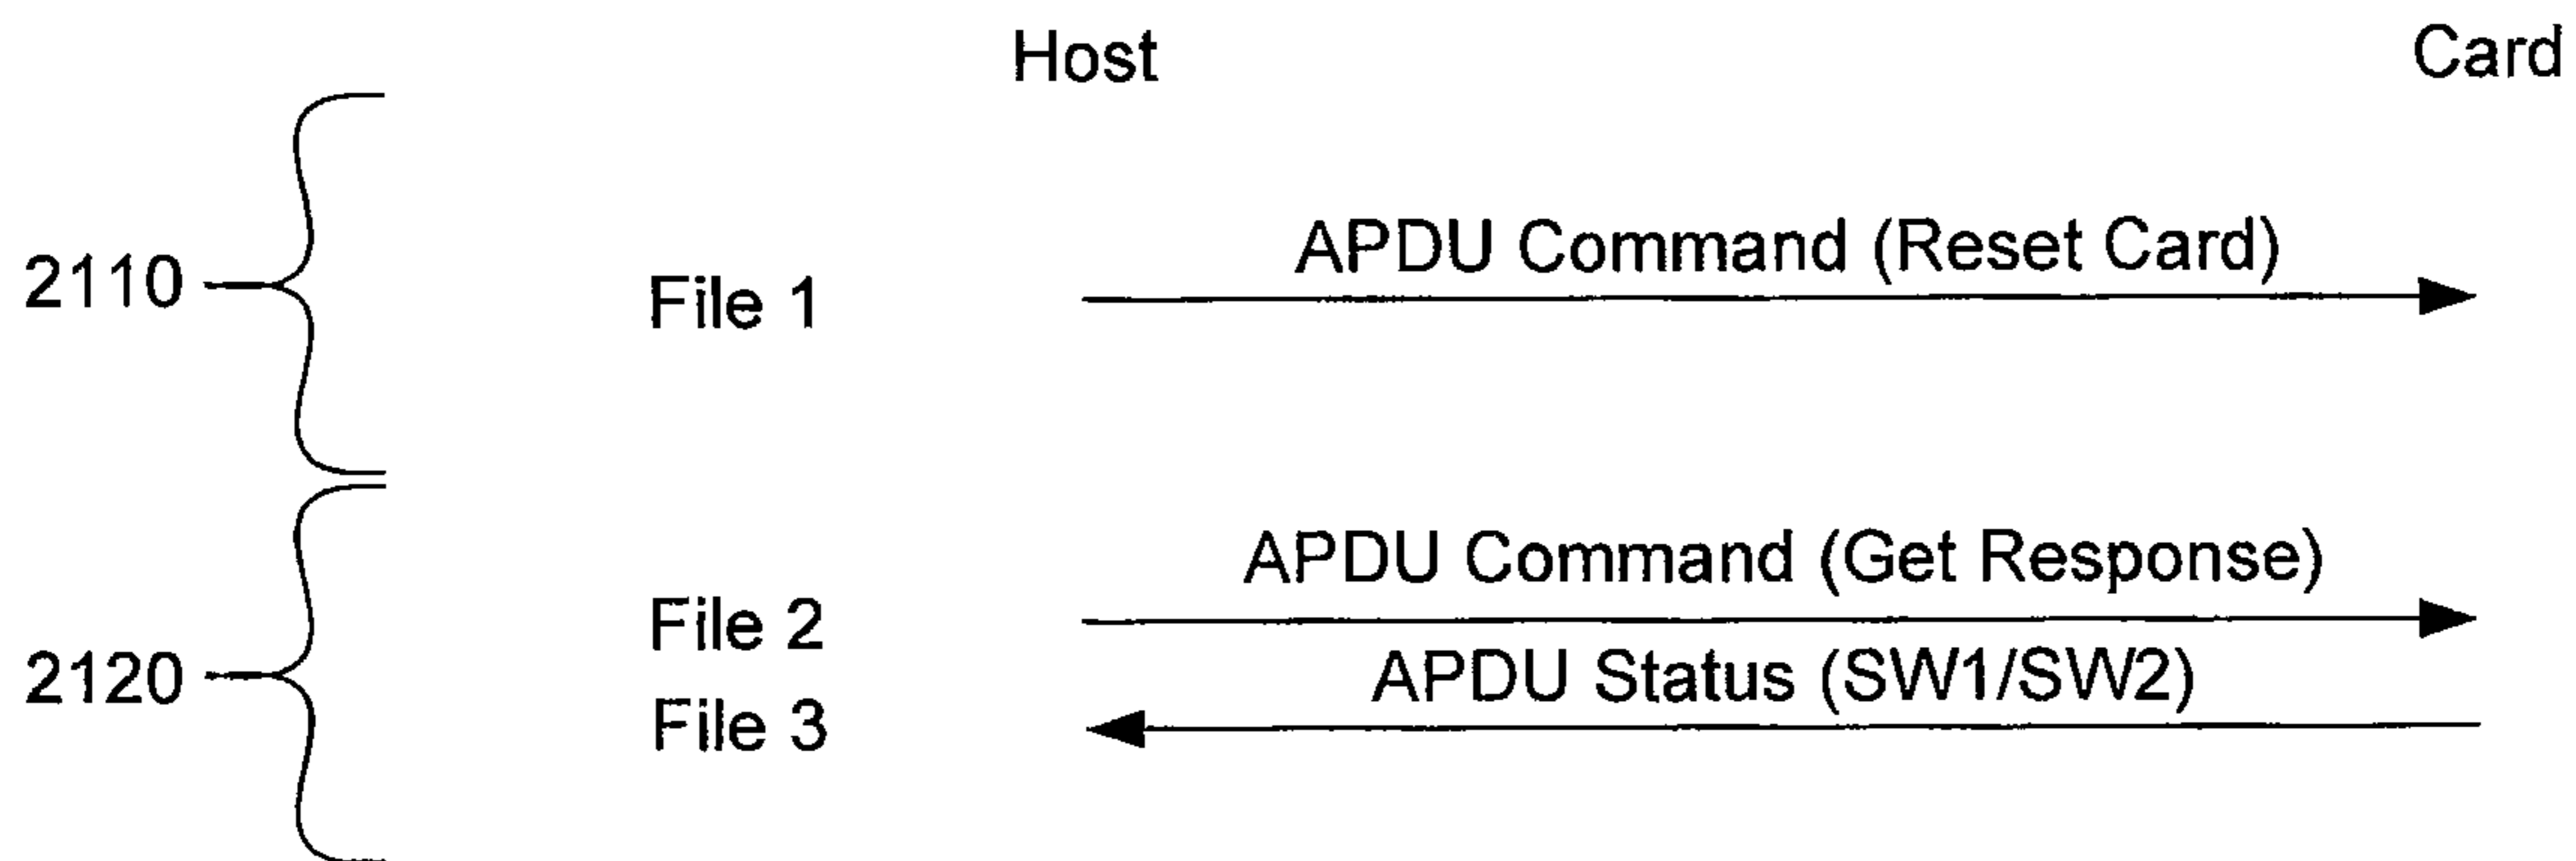 Host Card
APDU Command (Reset Card)
2110 File 1
APDU Command (Get Response)
File 2
APDU Status (SW1/SW2)
2120
File 3